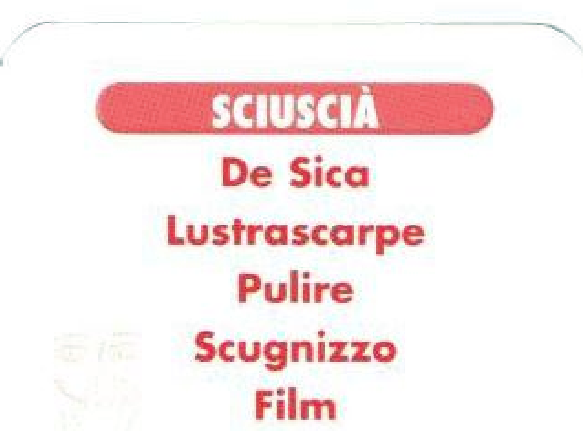 SCIUSCIÀ
De Sica
Lustrascarpe
Pulire
Scugnizzo
Film